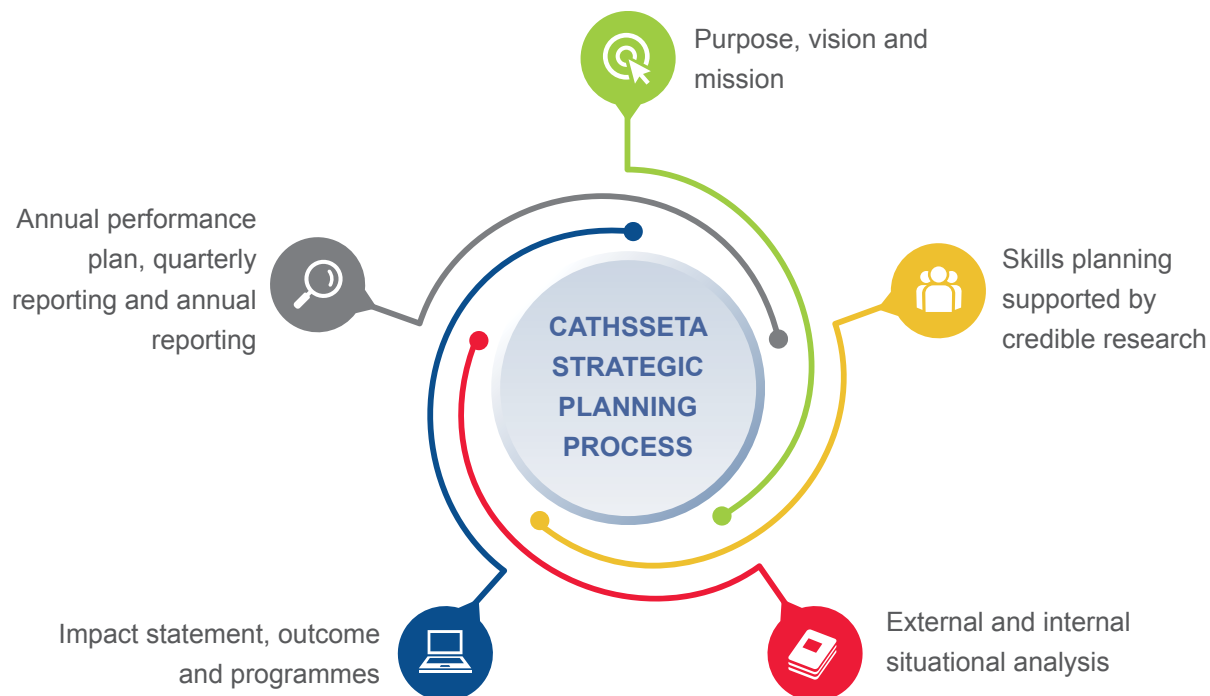 Purpose, vision and
mission
Annual performance
plan, quarterly
reporting and annual
reporting
Skills planning
supported by
credible research
CATHSSETA
STRATEGIC
PLANNING
PROCESS
Impact statement, outcome
and programmes
External and internal
situational analysis